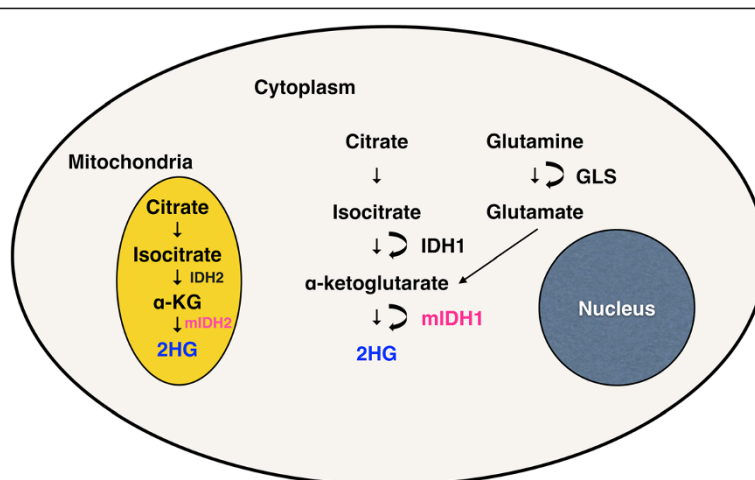 Cytoplasm
Mitochondria
Citrate
↓
Isocitrate
↓ IDH2
α-KG
↓ mIDH2
2HG
Citrate
↓
Isocitrate
↓ IDH1
α-ketoglutarate
↓ mIDH1
2HG
Glutamine
↓ GLS
Glutamate
Nucleus